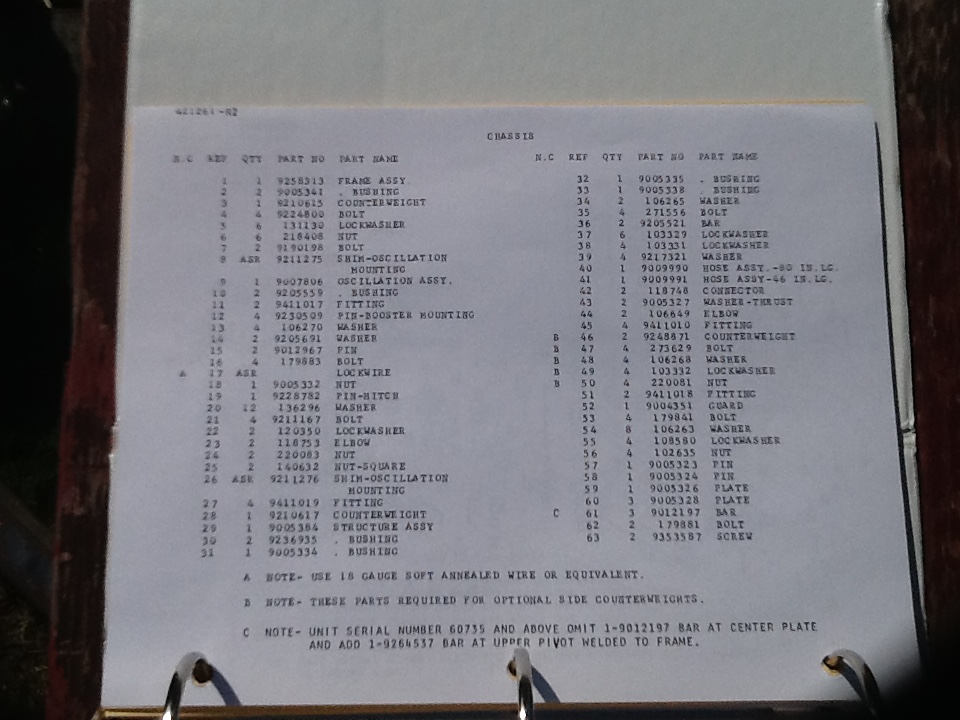 421261-R2
CHASSIS
N.C REF QTY PART NO PART NAME
1 1 9258313 FRAME ASSY.
2 2 9005341 . BUSHING
3 1 9210615 COUNTERWEIGHT
4 4 9224800 BOLT
5 6 131130 LOCKWASHER
6 6 218408 NUT
7 2 9190198 BOLT
8 ASR 9211275 SHIM-OSCILLATION
MOUNTING
9 1 9007806 OSCILLATION ASSY.
10 2 9205559 . BUSHING
11 2 9411017 FITTING
12 4 9230509 PIN-BOOSTER MOUNTING
13 4 106270 WASHER
14 2 9205691 WASHER
15 2 9012967 PIN
16 4 179883 BOLT
A 17 ASR LOCKWIRE
18 1 9005332 NUT
19 1 9228782 PIN-HITCH
20 12 136296 WASHER
21 4 9211167 BOLT
22 2 120350 LOCKWASHER
23 2 118753 ELBOW
24 2 220083 NUT
25 2 140632 NUT-SQUARE
26 ASR 9211276 SHIM-OSCILLATION
MOUNTING
27 4 9411019 FITTING
28 1 9210617 COUNTERWEIGHT
29 1 9005384 STRUCTURE ASSY
30 2 9236935 . BUSHING
31 1 9005334 . BUSHING
N.C REF QTY PART NO PART NAME
32 1 9005335 . BUSHING
33 1 9005338 . BUSHING
34 2 106265 WASHER
35 4 271556 BOLT
36 2 9205521 BAR
37 6 103329 LOCKWASHER
38 4 103331 LOCKWASHER
39 4 9217321 WASHER
40 1 9009990 HOSE ASSY.-80 IN.LG.
41 1 9009991 HOSE ASSY-46 IN.LG.
42 2 118748 CONNECTOR
43 2 9005327 WASHER-THRUST
44 2 106649 ELBOW
45 4 9411010 FITTING
B 46 2 9248871 COUNTERWEIGHT
B 47 4 273629 BOLT
B 48 4 106268 WASHER
B 49 4 103332 LOCKWASHER
B 50 4 220081 NUT
51 2 9411018 FITTING
52 1 9004351 GUARD
53 4 179841 BOLT
54 8 106263 WASHER
55 4 108580 LOCKWASHER
56 4 102635 NUT
57 1 9005323 PIN
58 1 9005324 PIN
59 1 9005326 PLATE
60 3 9005328 PLATE
C 61 3 9012197 BAR
62 2 179881 BOLT
63 2 9353587 SCREW
A NOTE- USE 18 GAUGE SOFT ANNEALED WIRE OR EQUIVALENT.
B NOTE- THESE PARTS REQUIRED FOR OPTIONAL SIDE COUNTERWEIGHTS.
C NOTE- UNIT SERIAL NUMBER 60735 AND ABOVE OMIT 1-9012197 BAR AT CENTER PLATE
AND ADD 1-9264537 BAR AT UPPER PIVOT WELDED TO FRAME.